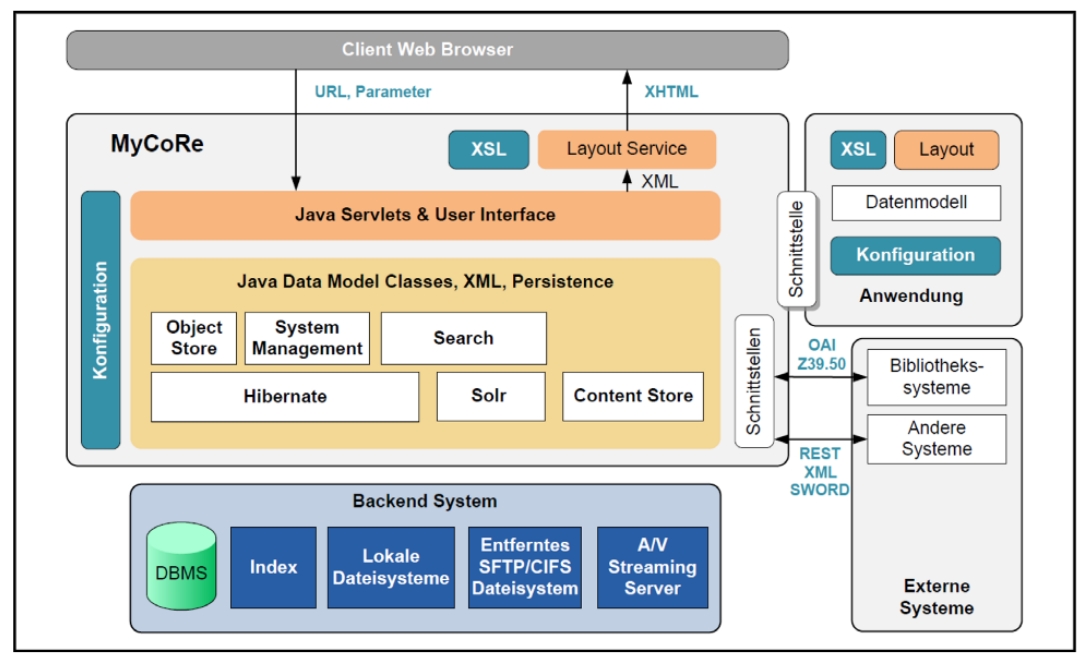 Client Web Browser
URL, Parameter
XHTML
MyCoRe
XSL
Layout Service
XML
Konfiguration
Java Servlets & User Interface
Java Data Model Classes, XML, Persistence
Object
Store
System
Management
Search
Hibernate
Solr
Content Store
Schnittstelle
Schnittstellen
XSL
Layout
Datenmodell
Konfiguration
Anwendung
OAI
Z39.50
REST
XML
SWORD
Bibliotheks-
systeme
Andere
Systeme
Externe
Systeme
Backend System
DBMS
Index
Lokale
Dateisysteme
Entferntes
SFTP/CIFS
Dateisystem
A/V
Streaming
Server